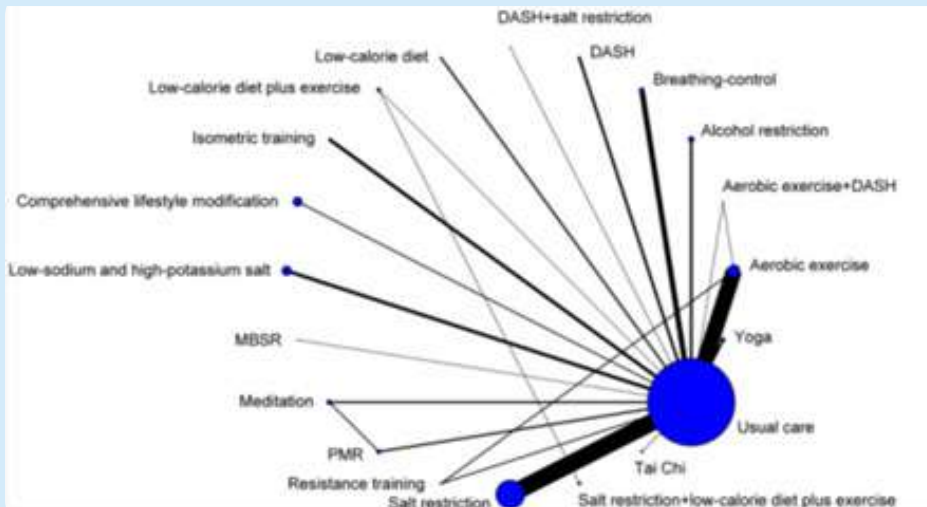 DASH+salt restriction
Low-calorie diet
DASH
Low-calorie diet plus exercise
Breathing-control
Isometric training
Alcohol restriction
Aerobic exercise+DASH
Comprehensive lifestyle modification
Aerobic exercise
Low-sodium and high-potassium salt
Yoga
MBSR
Meditation
Usual care
PMR
Tai Chi
Resistance training
Salt restriction
Salt restriction+low-calorie diet plus exercise